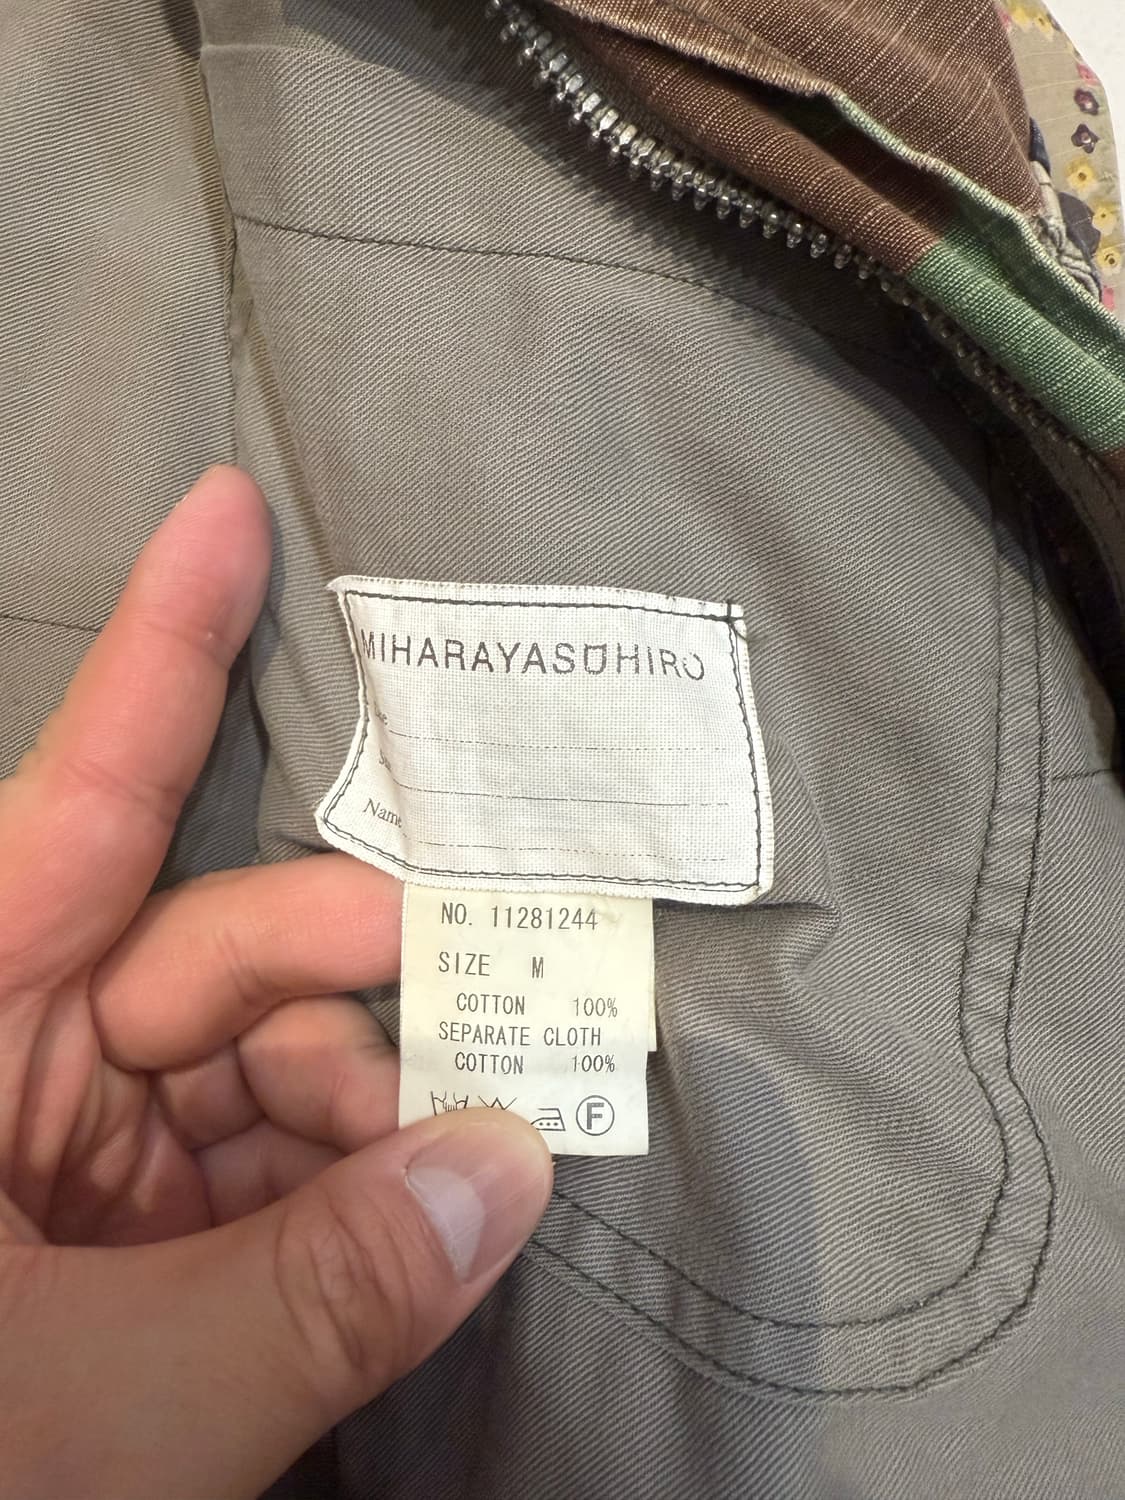 MIHARAYASUHIRO
Name
NO. 11281244
SIZE M
COTTON 100%
SEPARATE CLOTH
COTTON 100%
F